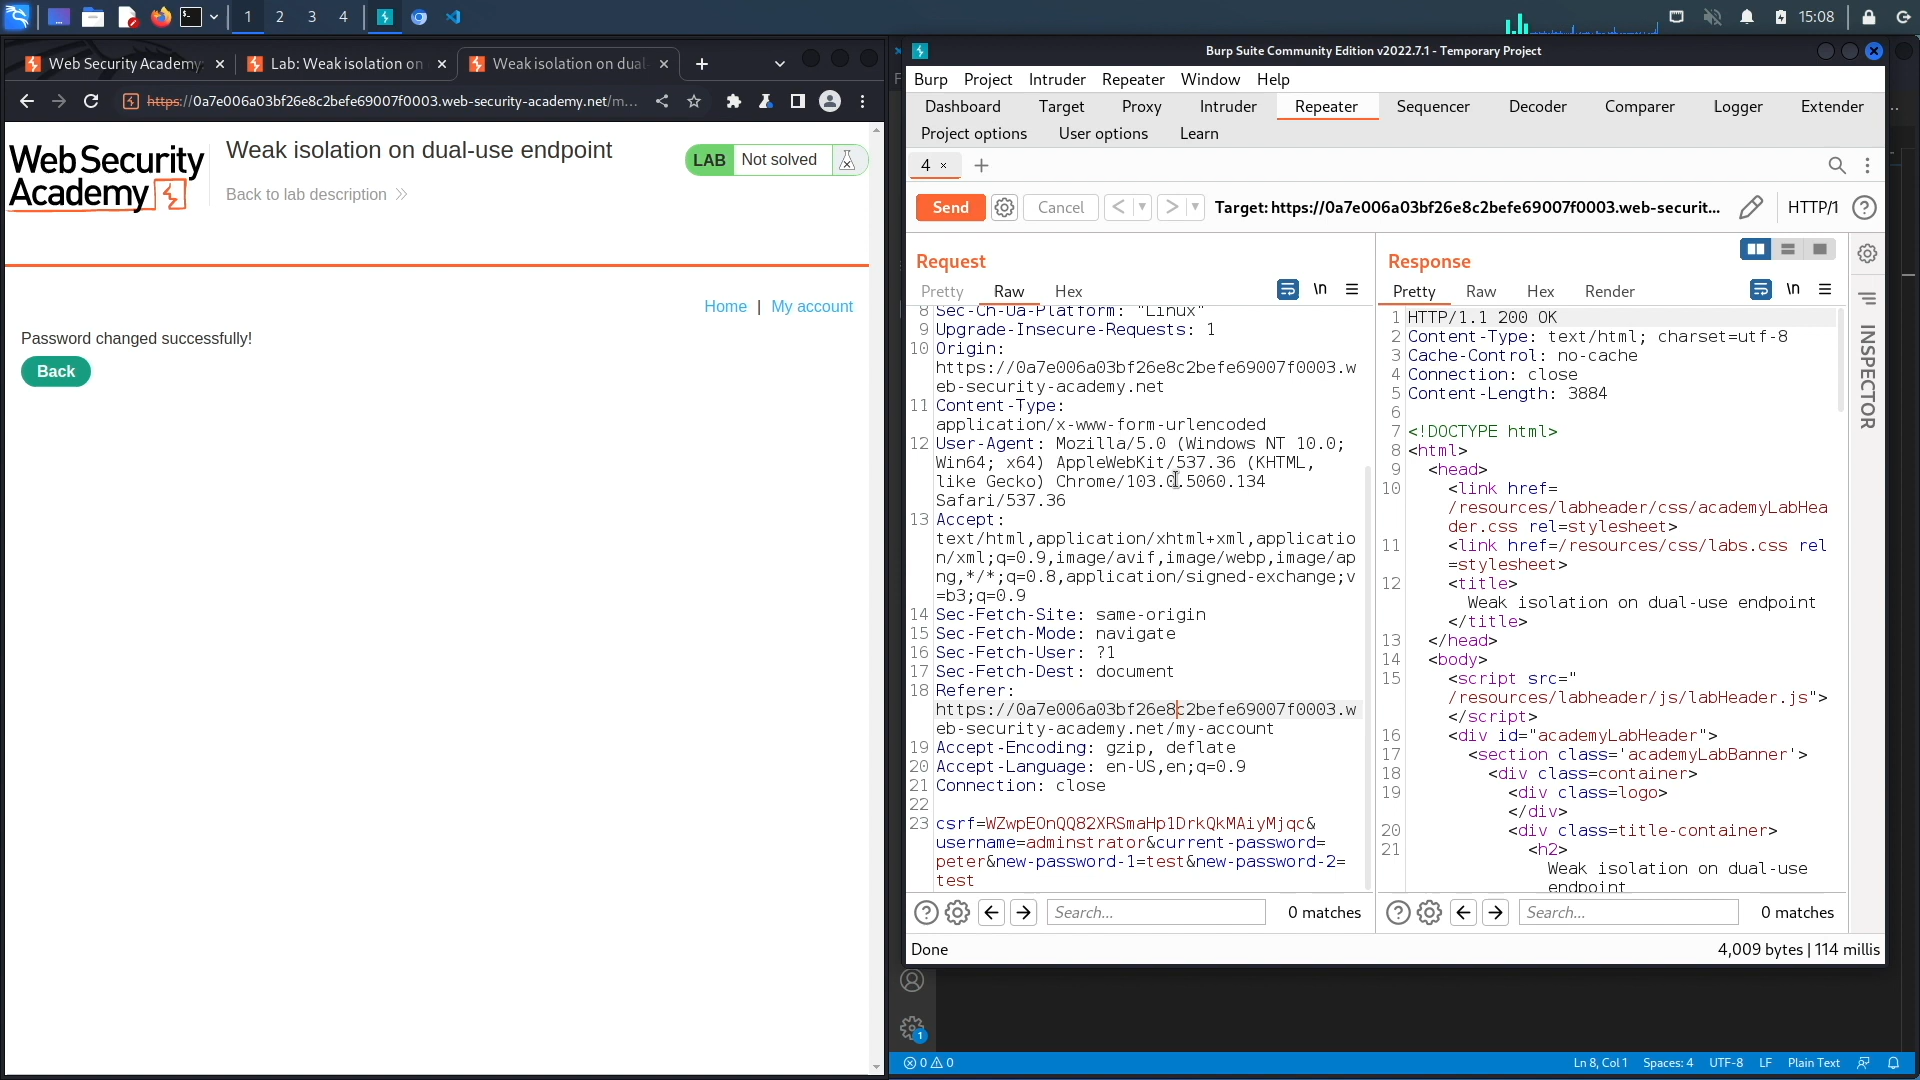 1 2 3 4 15:08
Web Security Academy: × Lab: Weak isolation on × Weak isolation on dual × +
https://0a7e006a03bf26e8c2befe69007f0003.web-security-academy.net/m...
Web Security
Academy
Weak isolation on dual-use endpoint
Back to lab description
LAB Not solved
Home | My account
Password changed successfully!
Back
Burp Suite Community Edition v2022.7.1 - Temporary Project
Burp Project Intruder Repeater Window Help
Dashboard Target Proxy Intruder Repeater Sequencer Decoder Comparer Logger Extender
Project options User options Learn
4 × +
Send Cancel < > Target: https://0a7e006a03bf26e8c2befe69007f0003.web-securit... HTTP/1 ?
Request
Pretty Raw Hex \n
8 Sec-Ch-Ua-Platform: "Linux"
9 Upgrade-Insecure-Requests: 1
10 Origin:
https://0a7e006a03bf26e8c2befe69007f0003.w
eb-security-academy.net
11 Content-Type:
application/x-www-form-urlencoded
12 User-Agent: Mozilla/5.0 (Windows NT 10.0;
Win64; x64) AppleWebKit/537.36 (KHTML,
like Gecko) Chrome/103.0.5060.134
Safari/537.36
13 Accept:
text/html,application/xhtml+xml,applicatio
n/xml;q=0.9,image/avif,image/webp,image/ap
ng,*/*;q=0.8,application/signed-exchange;v
=b3;q=0.9
14 Sec-Fetch-Site: same-origin
15 Sec-Fetch-Mode: navigate
16 Sec-Fetch-User: ?1
17 Sec-Fetch-Dest: document
18 Referer:
https://0a7e006a03bf26e8c2befe69007f0003.w
eb-security-academy.net/my-account
19 Accept-Encoding: gzip, deflate
20 Accept-Language: en-US,en;q=0.9
21 Connection: close
22
23 csrf=WZwpEOnQQ82XRSmaHp1DrkQkMAiyMjqc&
username=adminstrator&current-password=
peter&new-password-1=test&new-password-2=
test
Search... 0 matches
Response
Pretty Raw Hex Render \n
1 HTTP/1.1 200 OK
2 Content-Type: text/html; charset=utf-8
3 Cache-Control: no-cache
4 Connection: close
5 Content-Length: 3884
6
7 <!DOCTYPE html>
8 <html>
9 <head>
10 <link href=
/resources/labheader/css/academyLabHea
der.css rel=stylesheet>
11 <link href=/resources/css/labs.css rel
=stylesheet>
12 <title>
Weak isolation on dual-use endpoint
</title>
13 </head>
14 <body>
15 <script src="
/resources/labheader/js/labHeader.js">
</script>
16 <div id="academyLabHeader">
17 <section class='academyLabBanner'>
18 <div class=container>
19 <div class=logo>
</div>
20 <div class=title-container>
21 <h2>
Weak isolation on dual-use
endpoint
Search... 0 matches
INSPECTOR
Done 4,009 bytes | 114 millis
1
0 0 Ln 8, Col 1 Spaces: 4 UTF-8 LF Plain Text